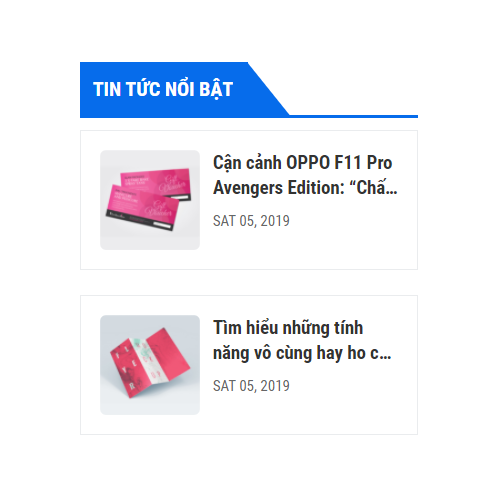 TIN TỨC NỔI BẬT
Cận cảnh OPPO F11 Pro
Avengers Edition: “Chấ...
SAT 05, 2019
Tìm hiểu những tính
năng vô cùng hay ho c...
SAT 05, 2019